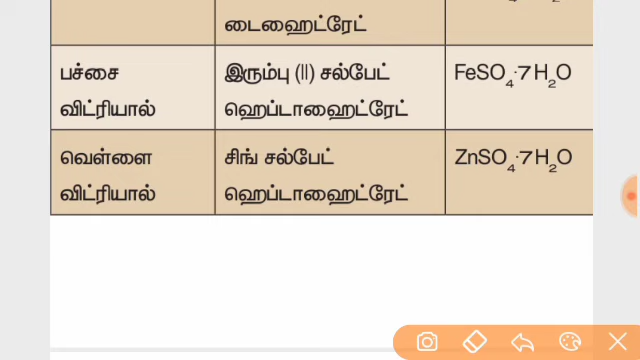 டைஹைட்ரேட்
பச்சை விட்ரியால் இரும்பு (II) சல்பேட் ஹெப்டாஹைட்ரேட் FeSO₄·7H₂O
வெள்ளை விட்ரியால் சிங் சல்பேட் ஹெப்டாஹைட்ரேட் ZnSO₄·7H₂O